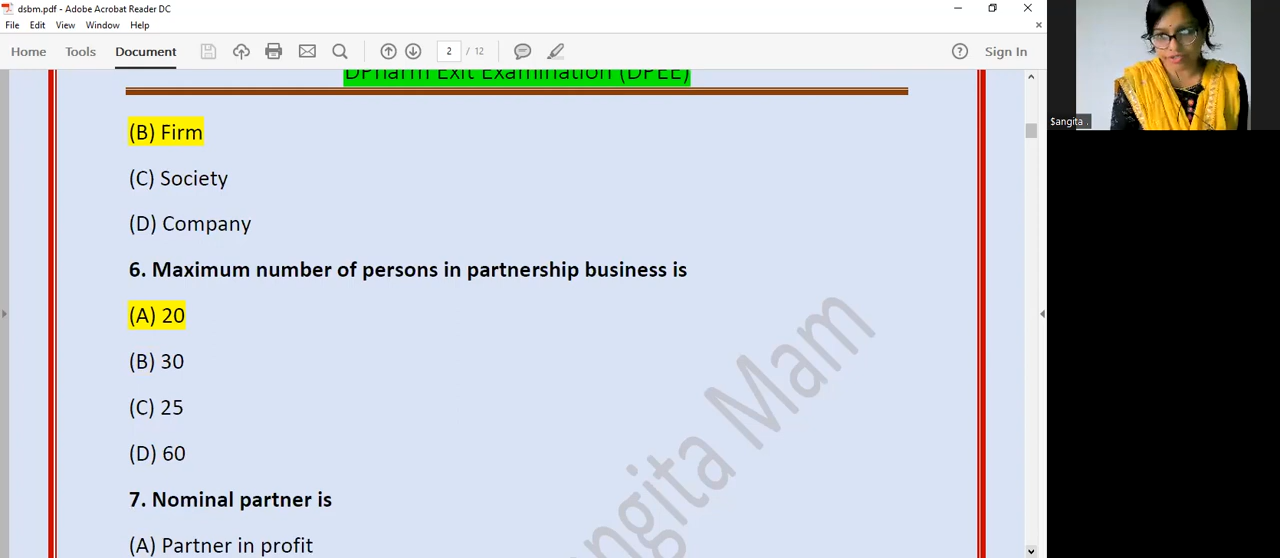 dsbm.pdf - Adobe Acrobat Reader DC
File Edit View Window Help
Home Tools Document 2 / 12 Sign In
DPharm Exit Examination (DPEE)
(B) Firm
(C) Society
(D) Company
6. Maximum number of persons in partnership business is
(A) 20
(B) 30
(C) 25
(D) 60
7. Nominal partner is
(A) Partner in profit
Sangita Mam
Sangita .